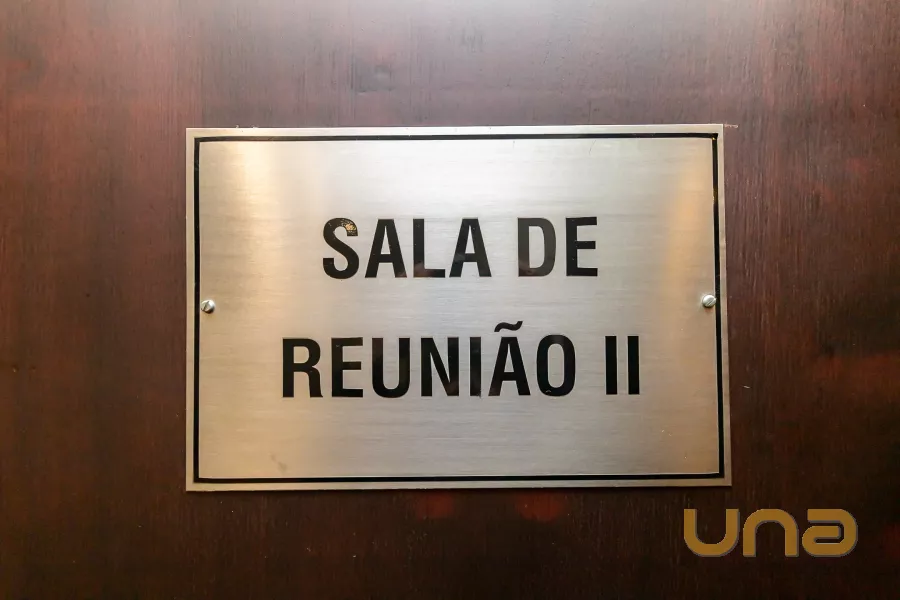 SALA DE
REUNIÃO II
una